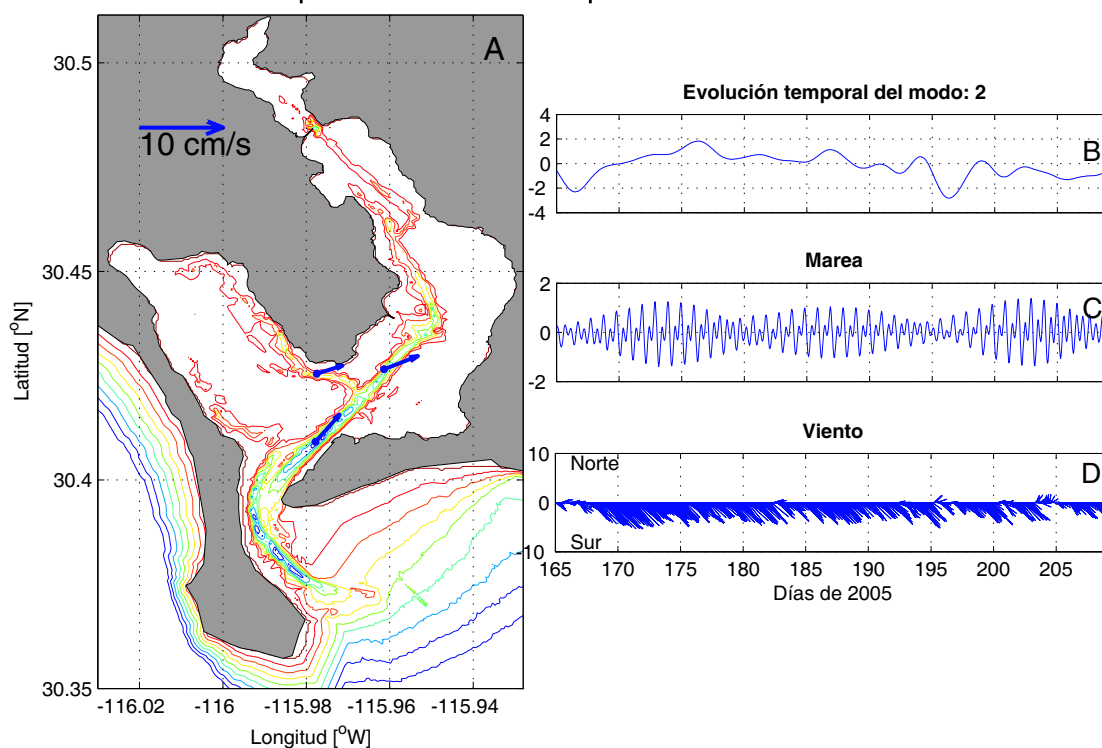 A
10 cm/s
30.5
30.45
30.4
30.35
Latitud [°N]
-116.02 -116 -115.98 -115.96 -115.94
Longitud [°W]
Evolución temporal del modo: 2
4
2
0
-2
-4
B
Marea
2
0
-2
C
Viento
10
0
-10
Norte
Sur
D
165 170 175 180 185 190 195 200 205
Días de 2005